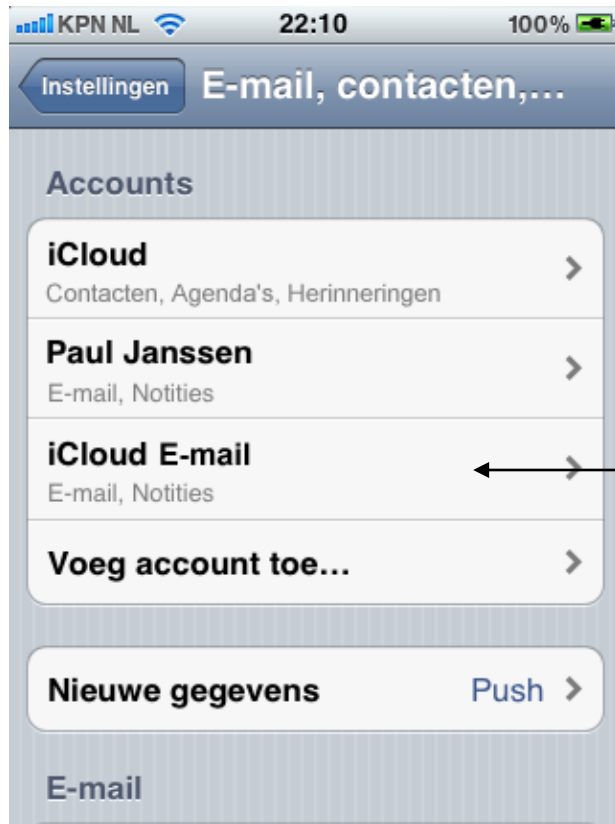 KPN NL 22:10 100%
Instellingen E-mail, contacten,...
Accounts
iCloud
Contacten, Agenda's, Herinneringen
Paul Janssen
E-mail, Notities
iCloud E-mail
E-mail, Notities
Voeg account toe...
Nieuwe gegevens Push
E-mail